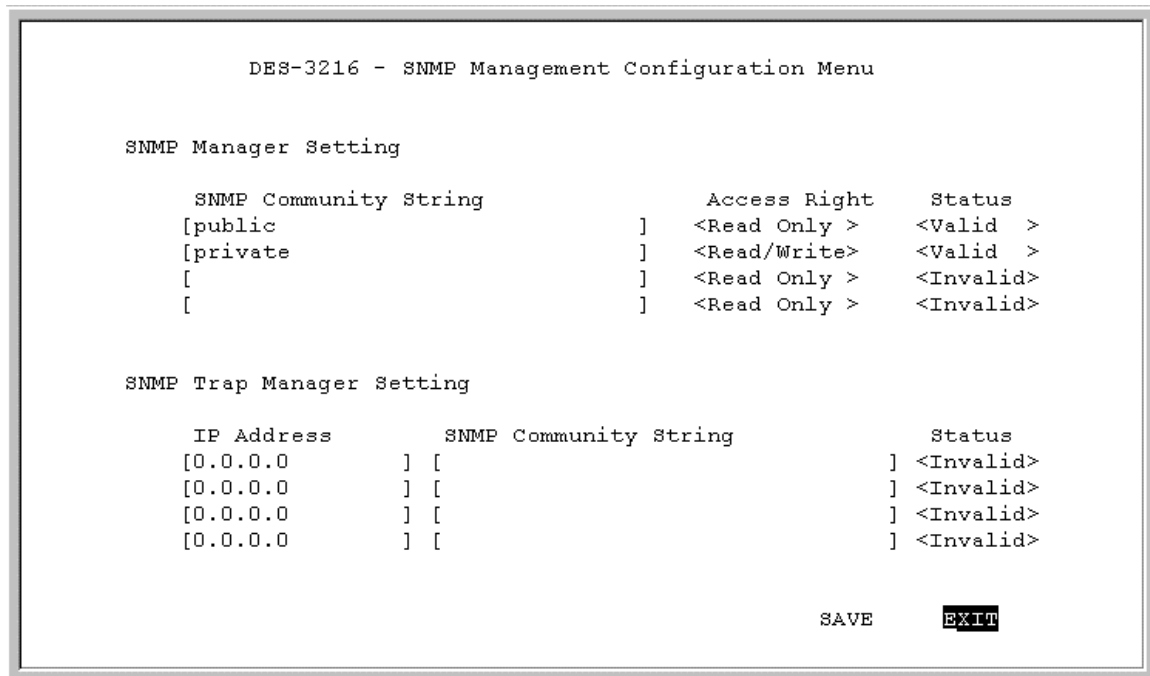 DES-3216 - SNMP Management Configuration Menu
SNMP Manager Setting
SNMP Community String Access Right Status
[public ] <Read Only > <Valid >
[private ] <Read/Write> <Valid >
[ ] <Read Only > <Invalid>
[ ] <Read Only > <Invalid>
SNMP Trap Manager Setting
IP Address SNMP Community String Status
[0.0.0.0 ] [ ] <Invalid>
[0.0.0.0 ] [ ] <Invalid>
[0.0.0.0 ] [ ] <Invalid>
[0.0.0.0 ] [ ] <Invalid>
SAVE EXIT